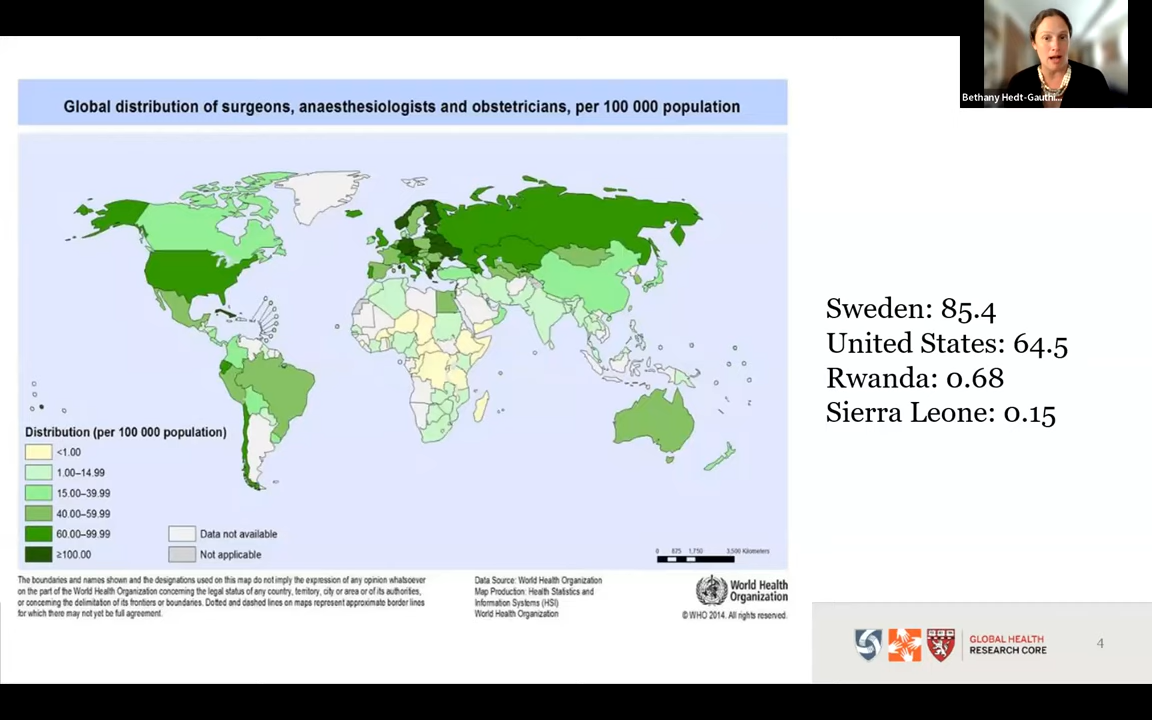 Bethany Hedt-Gauthi...
Global distribution of surgeons, anaesthesiologists and obstetricians, per 100 000 population
Sweden: 85.4
United States: 64.5
Rwanda: 0.68
Sierra Leone: 0.15
Distribution (per 100 000 population)
<1.00
1.00–14.99
15.00–39.99
40.00–59.99
60.00–99.99
≥100.00
Data not available
Not applicable
0 875 1,750 3,500 Kilometers
The boundaries and names shown and the designations used on this map do not imply the expression of any opinion whatsoever
on the part of the World Health Organization concerning the legal status of any country, territory, city or area or of its authorities,
or concerning the delimitation of its frontiers or boundaries. Dotted and dashed lines on maps represent approximate border lines
for which there may not yet be full agreement.
Data Source: World Health Organization
Map Production: Health Statistics and
Information Systems (HSI)
World Health Organization
World Health
Organization
© WHO 2014. All rights reserved.
GLOBAL HEALTH
RESEARCH CORE
4